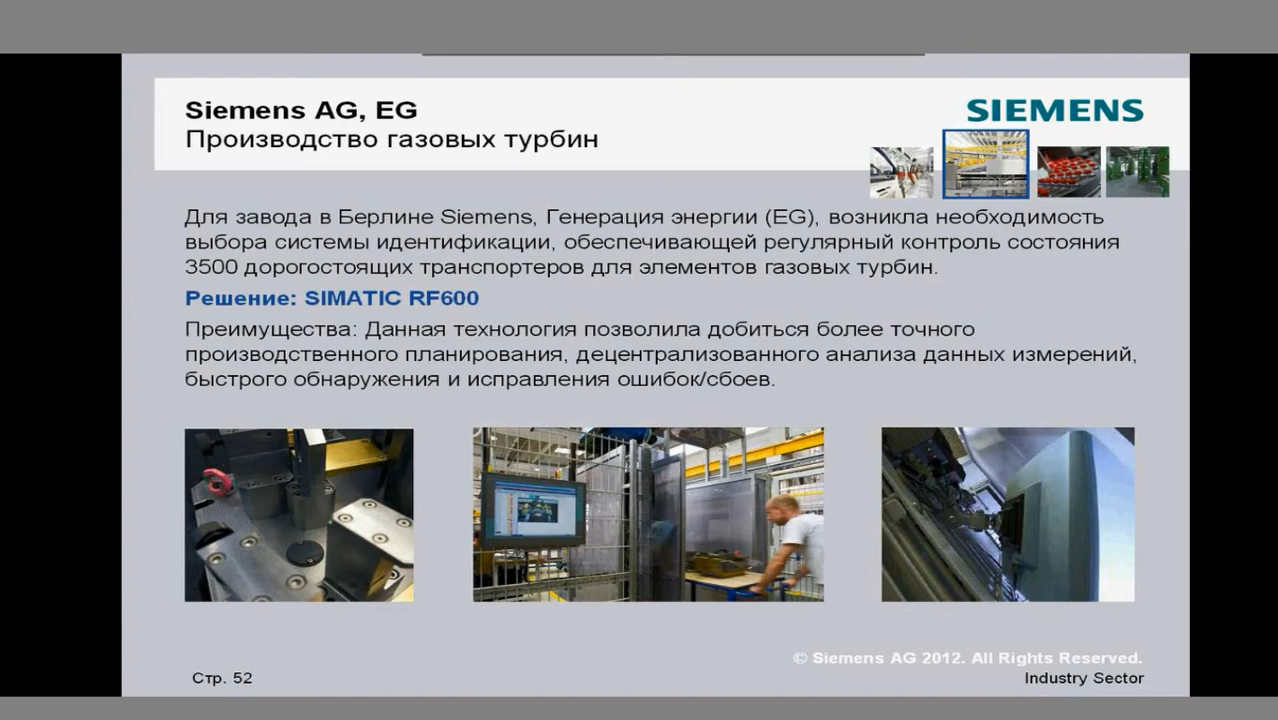 Siemens AG, EG
Производство газовых турбин
SIEMENS
Для завода в Берлине Siemens, Генерация энергии (EG), возникла необходимость
выбора системы идентификации, обеспечивающей регулярный контроль состояния
3500 дорогостоящих транспортеров для элементов газовых турбин.
Решение: SIMATIC RF600
Преимущества: Данная технология позволила добиться более точного
производственного планирования, децентрализованного анализа данных измерений,
быстрого обнаружения и исправления ошибок/сбоев.
© Siemens AG 2012. All Rights Reserved.
Стр. 52
Industry Sector